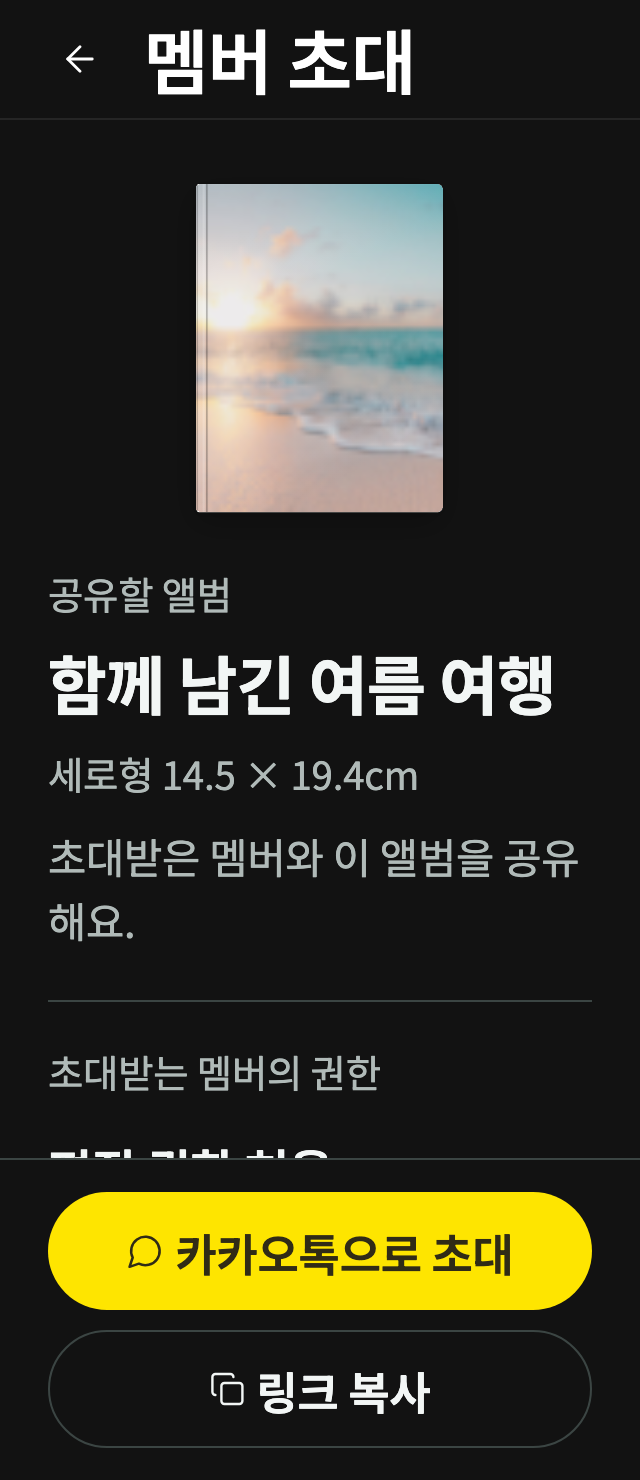 멤버 초대
공유할 앨범
함께 남긴 여름 여행
세로형 14.5 × 19.4cm
초대받은 멤버와 이 앨범을 공유
해요.
초대받는 멤버의 권한
카카오톡으로 초대
링크 복사